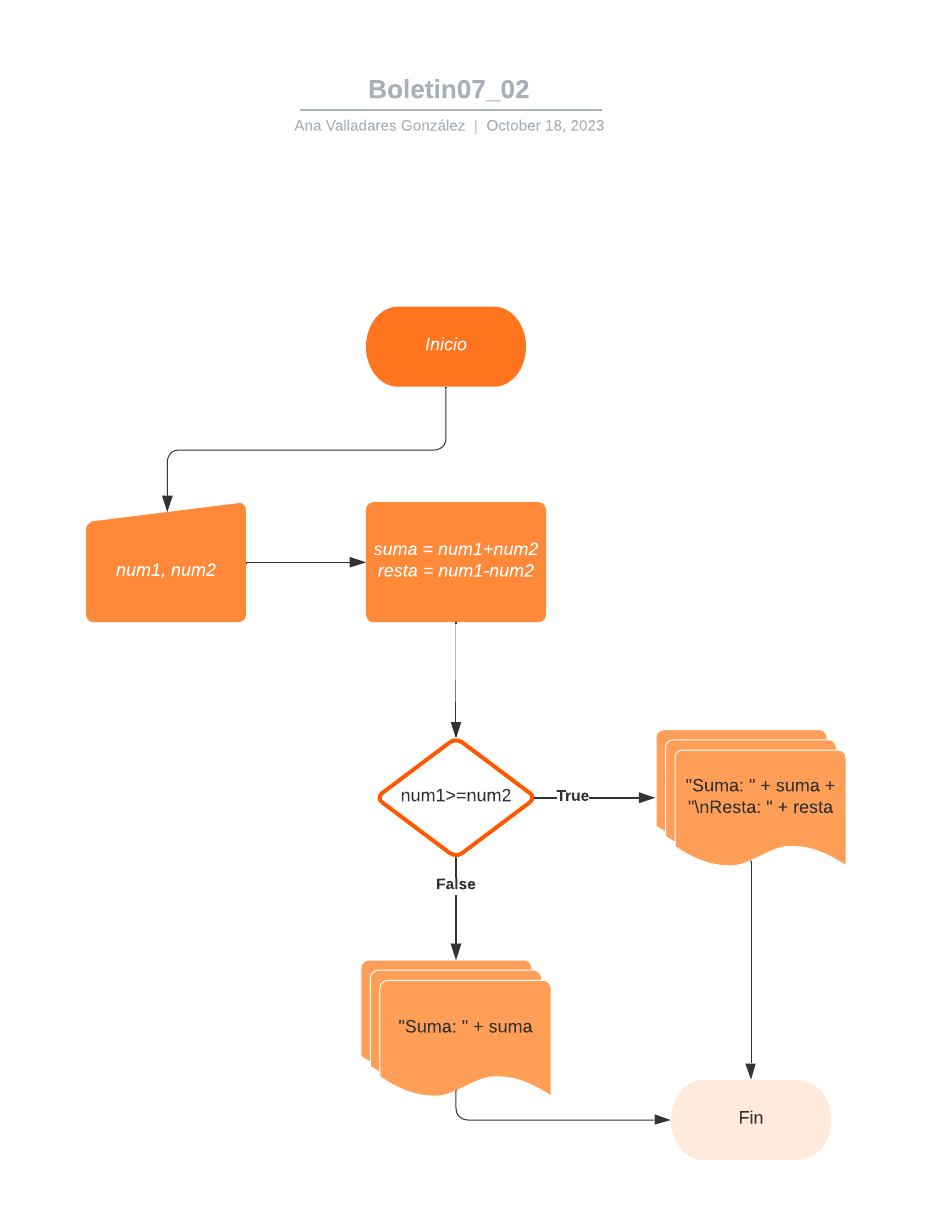 Boletin07_02
Ana Valladares González | October 18, 2023
Inicio
num1, num2
suma = num1+num2
resta = num1-num2
num1>=num2
True
"Suma: " + suma +
"\nResta: " + resta
False
"Suma: " + suma
Fin